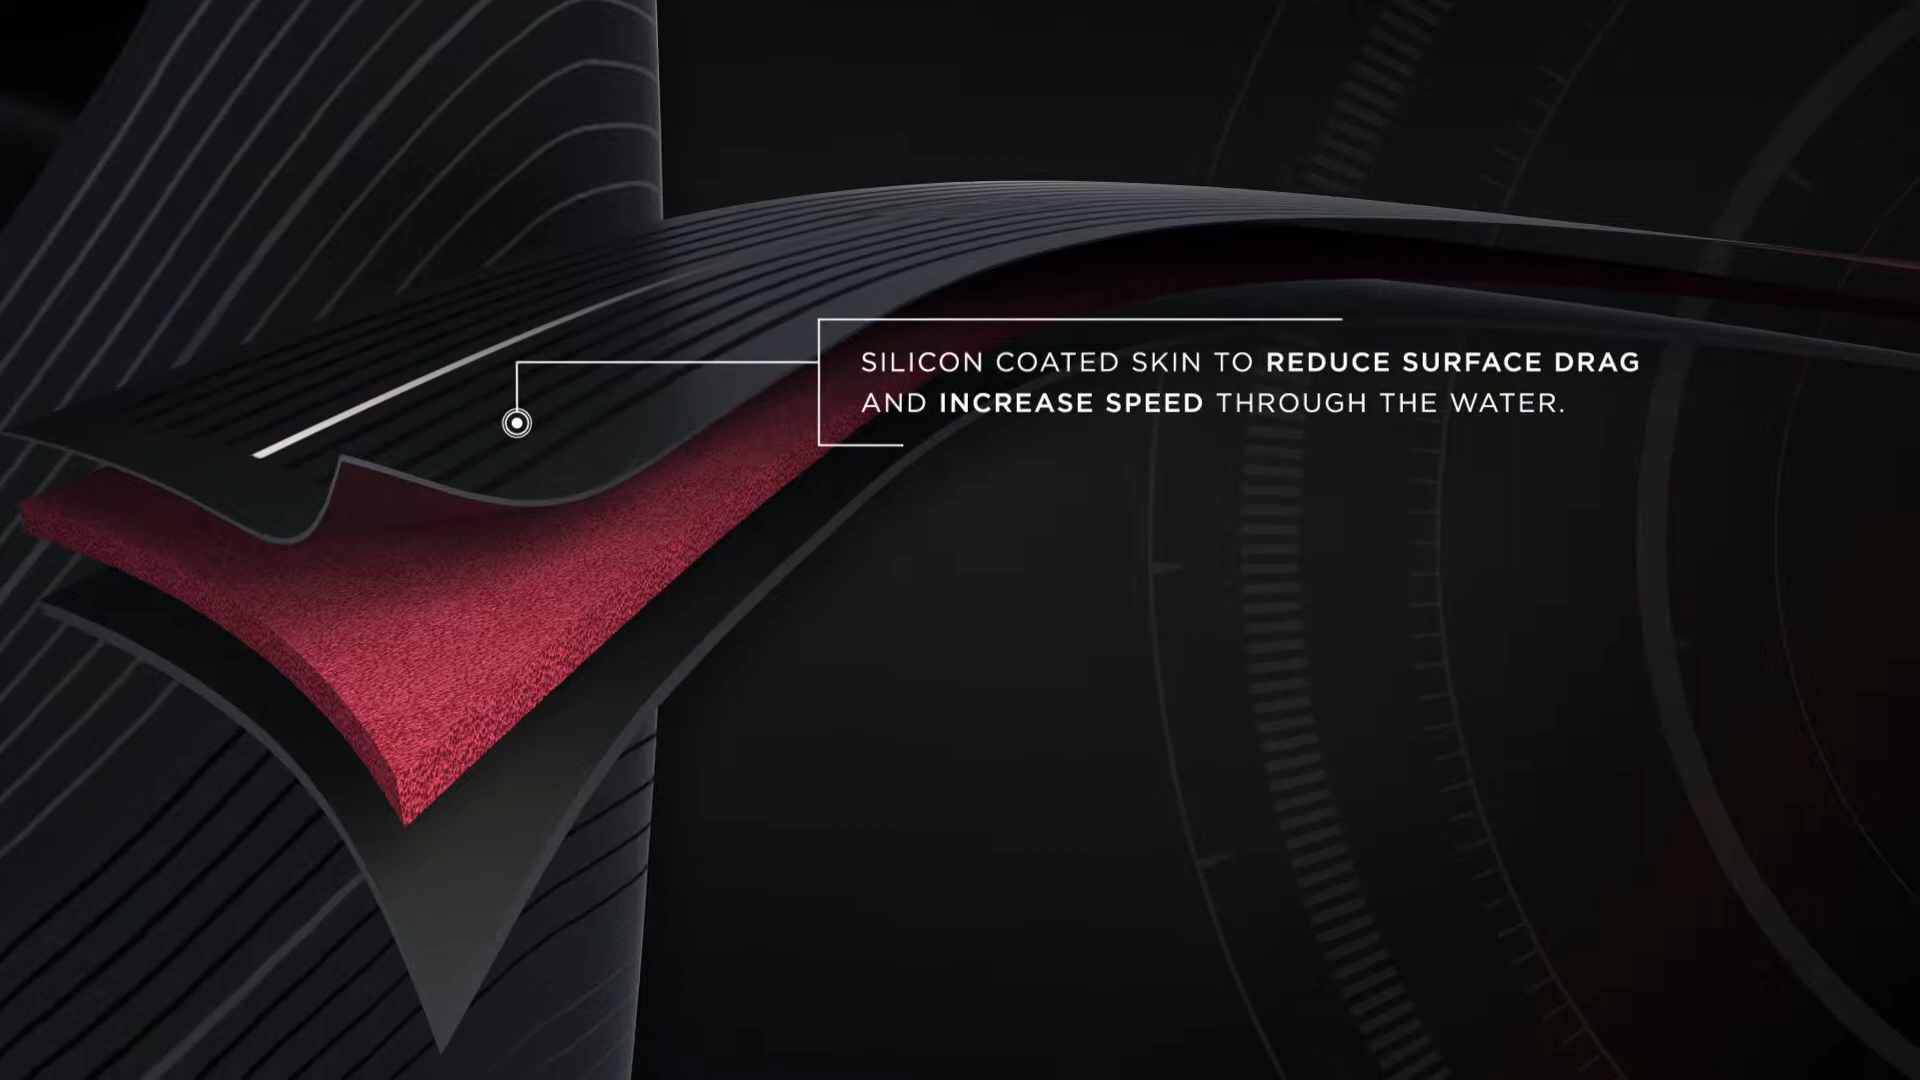 SILICON COATED SKIN TO REDUCE SURFACE DRAG
AND INCREASE SPEED THROUGH THE WATER.